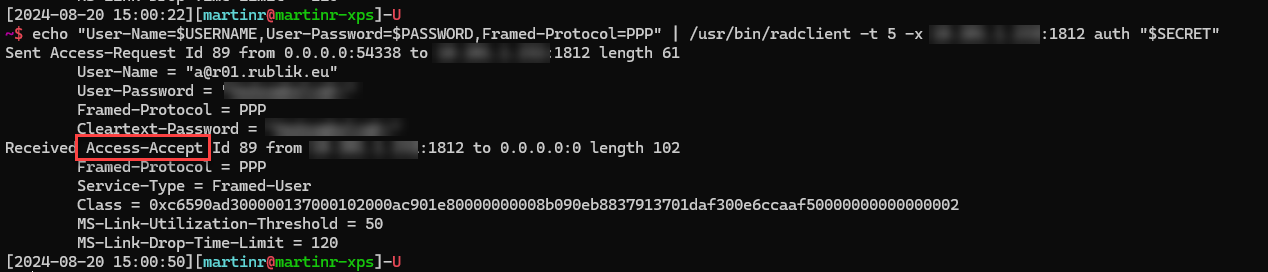 [2024-08-20 15:00:22][martinr@martinr-xps]-U
~$ echo "User-Name=$USERNAME,User-Password=$PASSWORD,Framed-Protocol=PPP" | /usr/bin/radclient -t 5 -x :1812 auth "$SECRET"
Sent Access-Request Id 89 from 0.0.0.0:54338 to :1812 length 61
User-Name = "a@r01.rublik.eu"
User-Password = "
Framed-Protocol = PPP
Cleartext-Password =
Received Access-Accept Id 89 from :1812 to 0.0.0.0:0 length 102
Framed-Protocol = PPP
Service-Type = Framed-User
Class = 0xc6590ad300000137000102000ac901e80000000008b090eb8837913701daf300e6ccaaf50000000000000002
MS-Link-Utilization-Threshold = 50
MS-Link-Drop-Time-Limit = 120
[2024-08-20 15:00:50][martinr@martinr-xps]-U